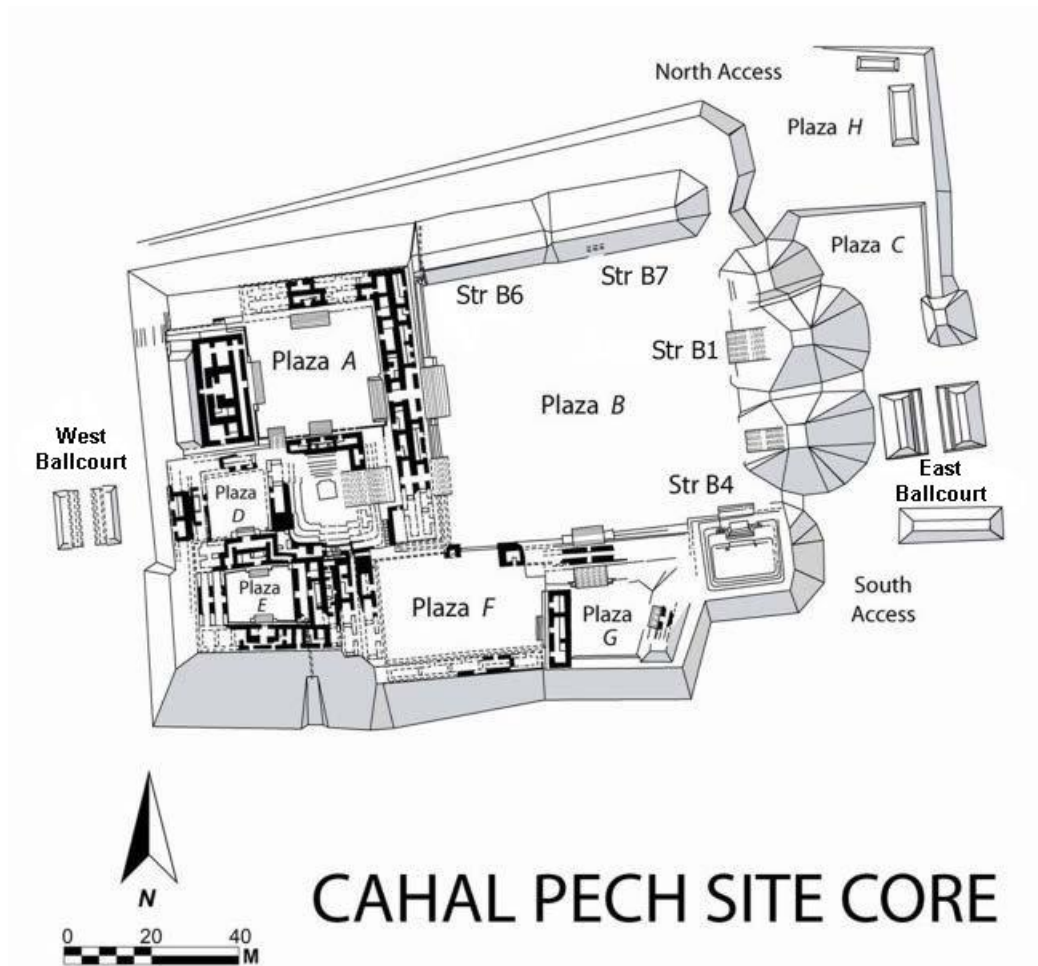 North Access
Plaza H
Plaza C
Str B7
Str B6
Str B1
Plaza A
Plaza B
West
Ballcourt
East
Ballcourt
Str B4
Plaza
D
Plaza
E
Plaza F
Plaza
G
South
Access
N
CAHAL PECH SITE CORE
0 20 40
M